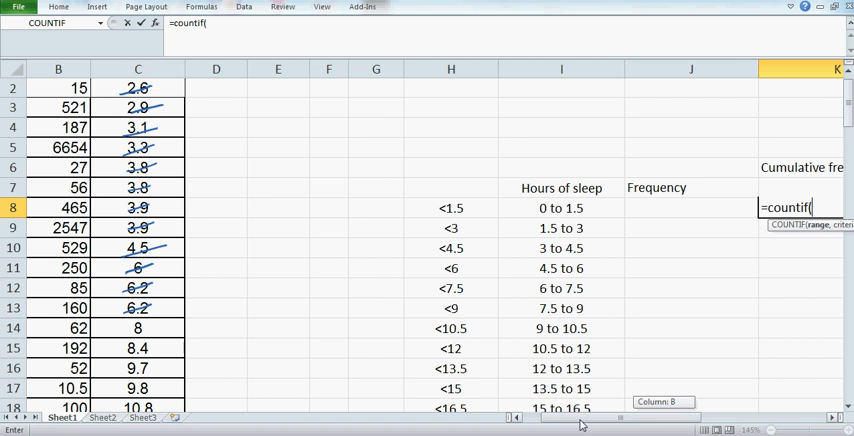 File Home Insert Page Layout Formulas Data Review View Add-Ins
COUNTIF fx =countif(
B C D E F G H I J K
2 15 2.6
3 521 2.9
4 187 3.1
5 6654 3.3
6 27 3.8 Cumulative fre
7 56 3.8 Hours of sleep Frequency
8 465 3.9 <1.5 0 to 1.5 =countif(
9 2547 3.9 <3 1.5 to 3 COUNTIF(range, criteri
10 529 4.5 <4.5 3 to 4.5
11 250 6 <6 4.5 to 6
12 85 6.2 <7.5 6 to 7.5
13 160 6.2 <9 7.5 to 9
14 62 8 <10.5 9 to 10.5
15 192 8.4 <12 10.5 to 12
16 52 9.7 <13.5 12 to 13.5
17 10.5 9.8 <15 13.5 to 15
18 100 10.8 <16.5 15 to 16.5
Column: B
Sheet1 Sheet2 Sheet3
Enter 145%